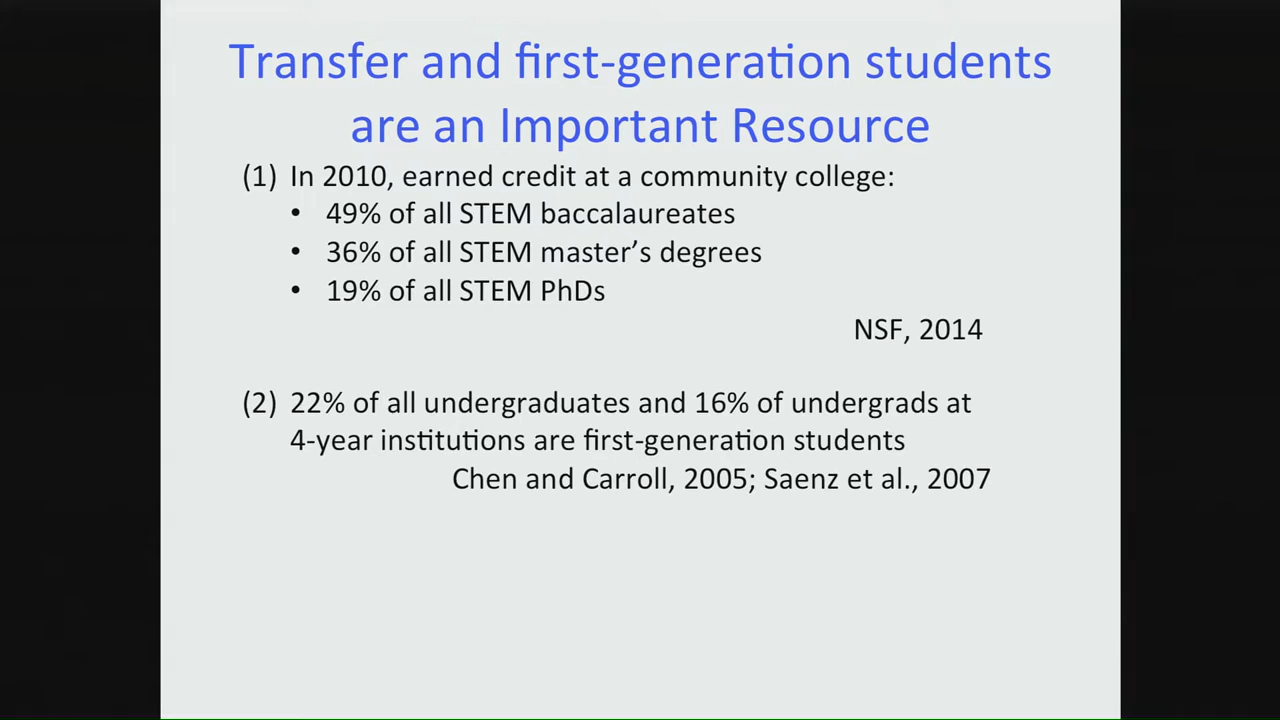 Transfer and first-generation students
are an Important Resource
(1) In 2010, earned credit at a community college:
• 49% of all STEM baccalaureates
• 36% of all STEM master’s degrees
• 19% of all STEM PhDs
NSF, 2014
(2) 22% of all undergraduates and 16% of undergrads at
4-year institutions are first-generation students
Chen and Carroll, 2005; Saenz et al., 2007